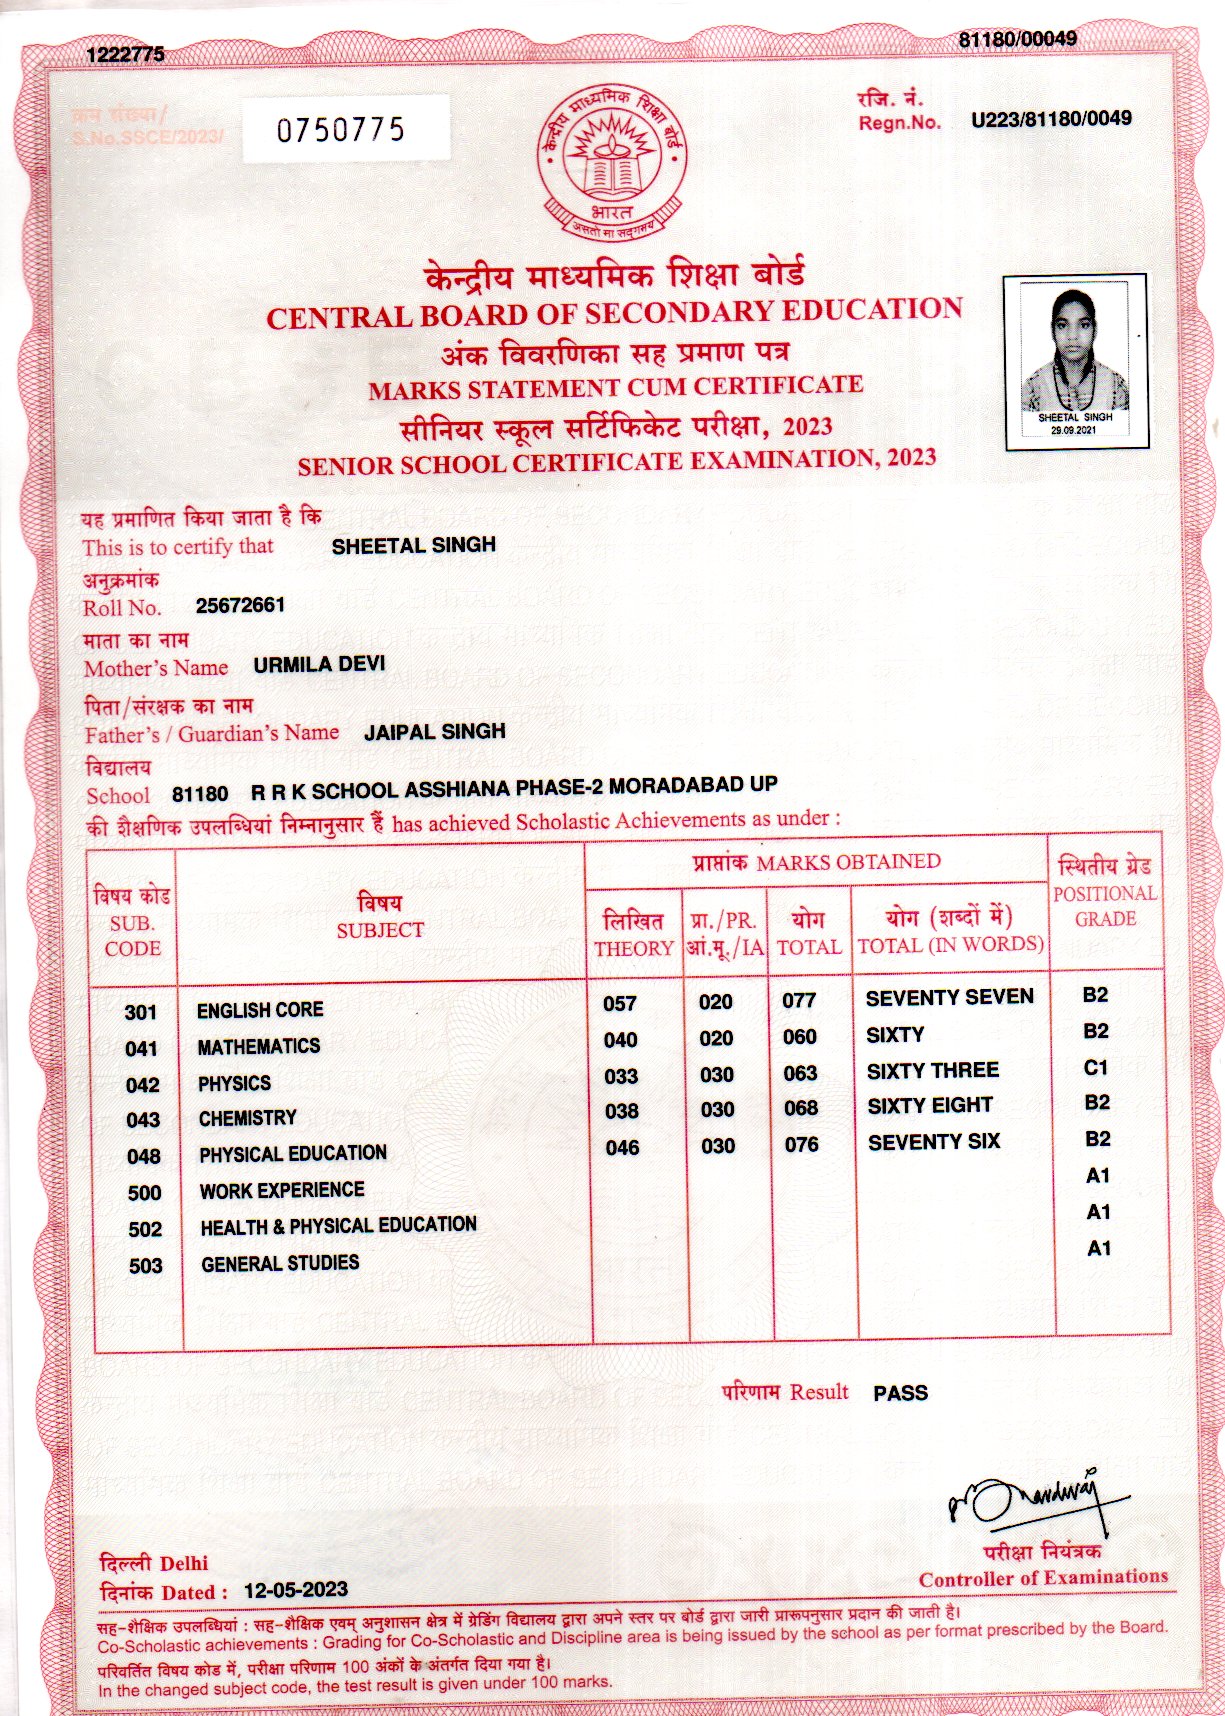 1222775
81180/00049
क्रम संख्या/
S.No.SSCE/2023/
0750775
रजि. नं.
Regn.No. U223/81180/0049
केन्द्रीय माध्यमिक शिक्षा बोर्ड
भारत
असतो मा सद्गमय
केन्द्रीय माध्यमिक शिक्षा बोर्ड
CENTRAL BOARD OF SECONDARY EDUCATION
अंक विवरणिका सह प्रमाण पत्र
MARKS STATEMENT CUM CERTIFICATE
सीनियर स्कूल सर्टिफिकेट परीक्षा, 2023
SENIOR SCHOOL CERTIFICATE EXAMINATION, 2023
SHEETAL SINGH
29.09.2021
यह प्रमाणित किया जाता है कि
This is to certify that SHEETAL SINGH
अनुक्रमांक
Roll No. 25672661
माता का नाम
Mother's Name URMILA DEVI
पिता/संरक्षक का नाम
Father's / Guardian's Name JAIPAL SINGH
विद्यालय
School 81180 R R K SCHOOL ASSHIANA PHASE-2 MORADABAD UP
की शैक्षणिक उपलब्धियां निम्नानुसार हैं has achieved Scholastic Achievements as under :
विषय कोड
SUB. CODE
विषय
SUBJECT
प्राप्तांक MARKS OBTAINED
लिखित
THEORY
प्रा./PR.
आं.मू./IA
योग
TOTAL
योग (शब्दों में)
TOTAL (IN WORDS)
स्थितीय ग्रेड
POSITIONAL GRADE
301 ENGLISH CORE 057 020 077 SEVENTY SEVEN B2
041 MATHEMATICS 040 020 060 SIXTY B2
042 PHYSICS 033 030 063 SIXTY THREE C1
043 CHEMISTRY 038 030 068 SIXTY EIGHT B2
048 PHYSICAL EDUCATION 046 030 076 SEVENTY SIX B2
500 WORK EXPERIENCE A1
502 HEALTH & PHYSICAL EDUCATION A1
503 GENERAL STUDIES A1
परिणाम Result PASS
दिल्ली Delhi
दिनांक Dated : 12-05-2023
परीक्षा नियंत्रक
Controller of Examinations
सह-शैक्षिक उपलब्धियां : सह-शैक्षिक एवम् अनुशासन क्षेत्र में ग्रेडिंग विद्यालय द्वारा अपने स्तर पर बोर्ड द्वारा जारी प्रारूपनुसार प्रदान की जाती है।
Co-Scholastic achievements : Grading for Co-Scholastic and Discipline area is being issued by the school as per format prescribed by the Board.
परिवर्तित विषय कोड में, परीक्षा परिणाम 100 अंकों के अंतर्गत दिया गया है।
In the changed subject code, the test result is given under 100 marks.